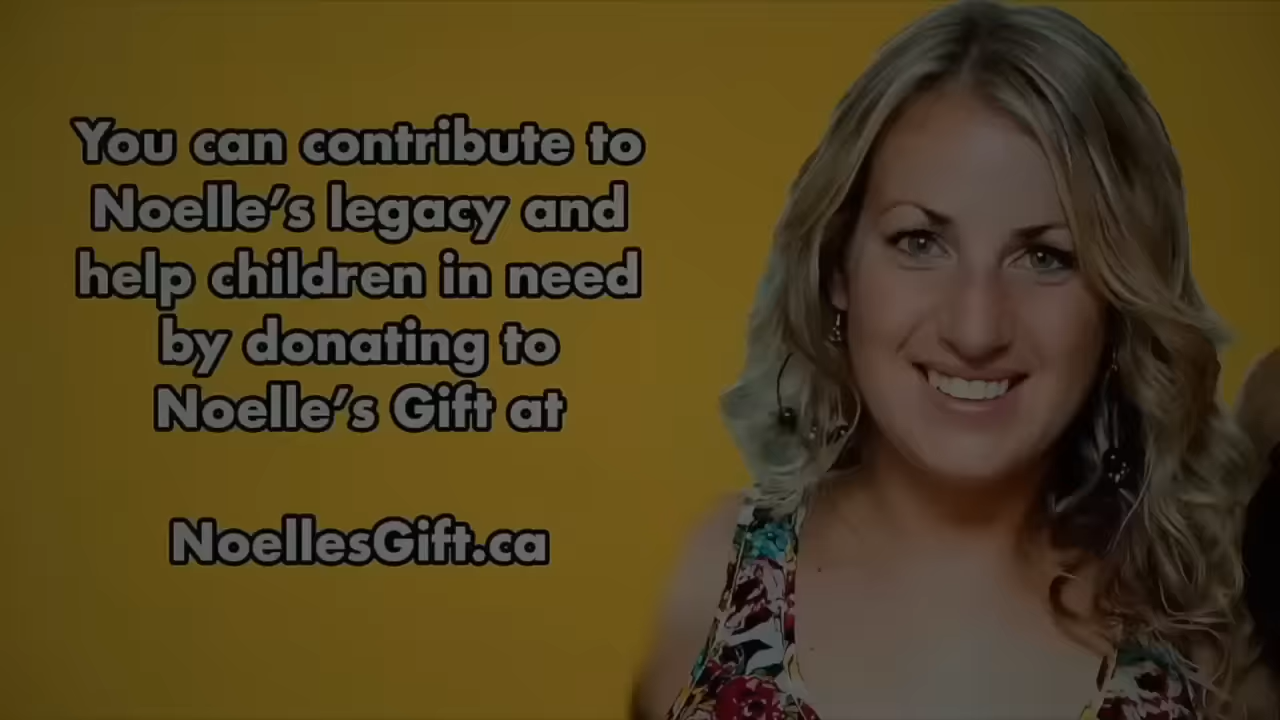 You can contribute to
Noelle's legacy and
help children in need
by donating to
Noelle's Gift at
NoellesGift.ca